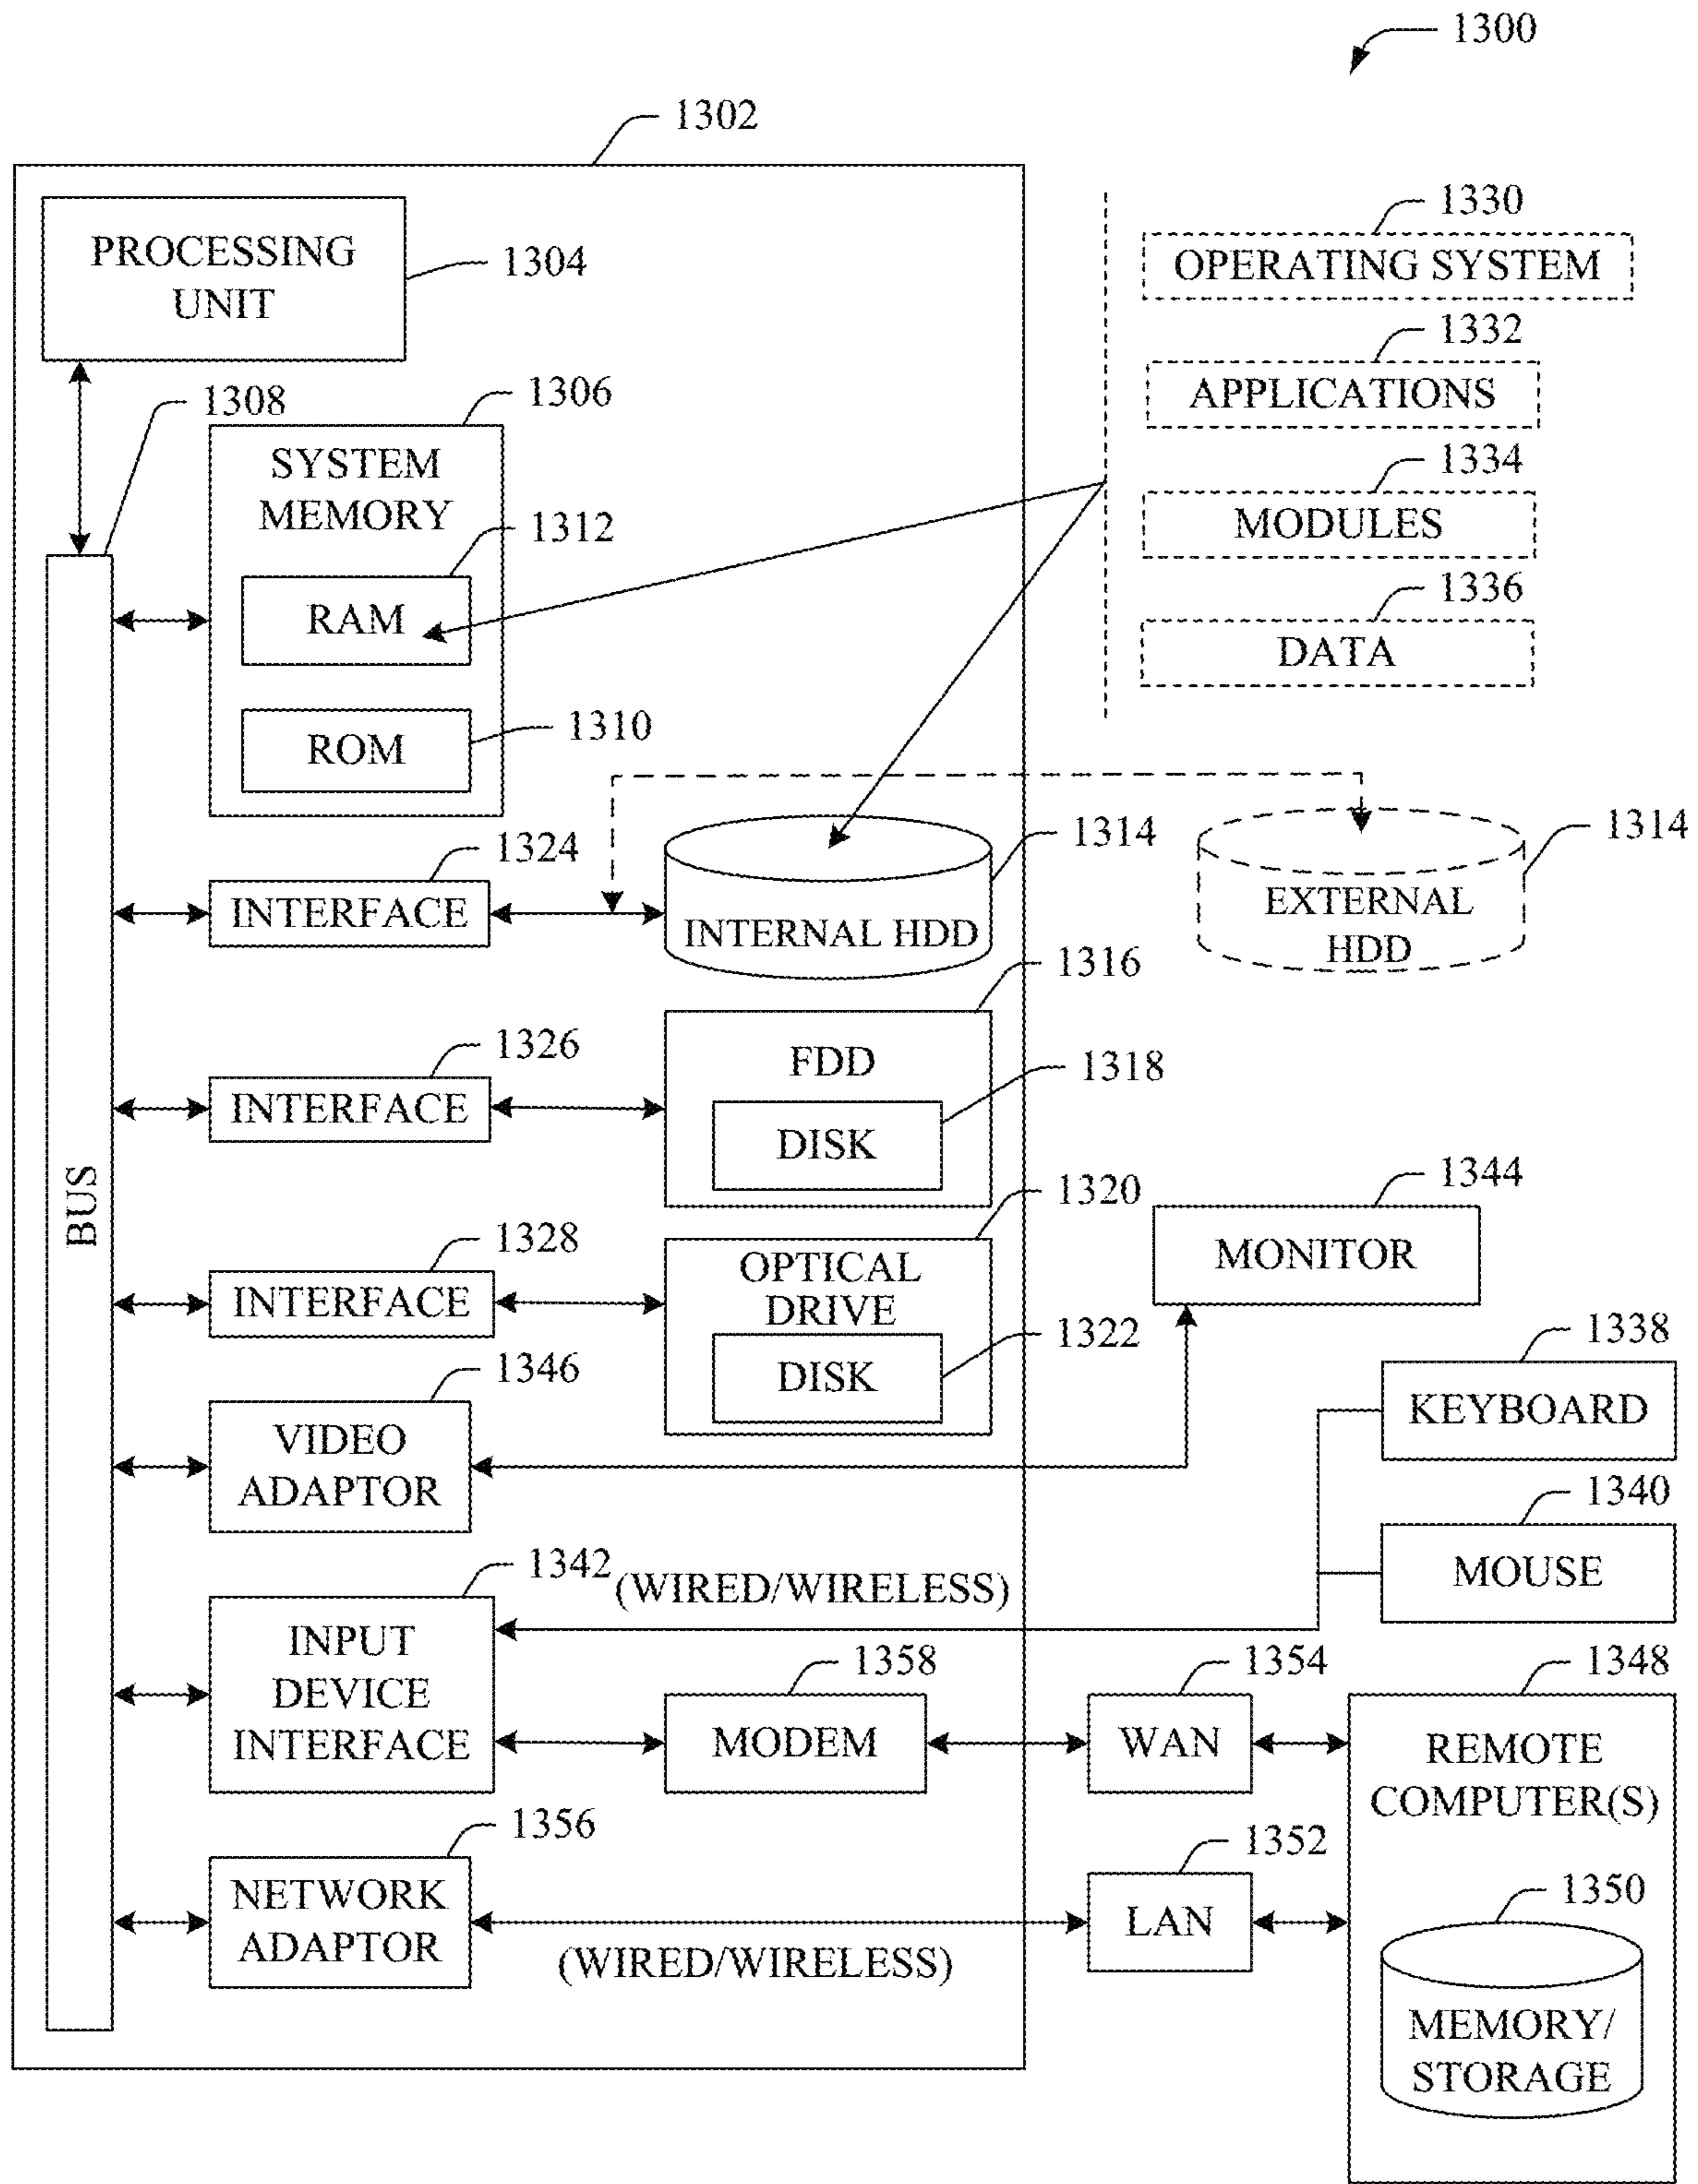 1300
1302
PROCESSING
UNIT
1304
1330
OPERATING SYSTEM
1332
APPLICATIONS
1334
MODULES
1336
DATA
1308
1306
SYSTEM
MEMORY
1312
RAM
1310
ROM
BUS
1324
INTERFACE
1314
INTERNAL HDD
1314
EXTERNAL
HDD
1326
INTERFACE
1316
FDD
1318
DISK
1328
INTERFACE
1320
OPTICAL
DRIVE
1322
DISK
1344
MONITOR
1346
VIDEO
ADAPTOR
1338
KEYBOARD
1340
MOUSE
1342
(WIRED/WIRELESS)
INPUT
DEVICE
INTERFACE
1358
MODEM
1354
WAN
1348
REMOTE
COMPUTER(S)
1356
NETWORK
ADAPTOR
(WIRED/WIRELESS)
1352
LAN
1350
MEMORY/
STORAGE